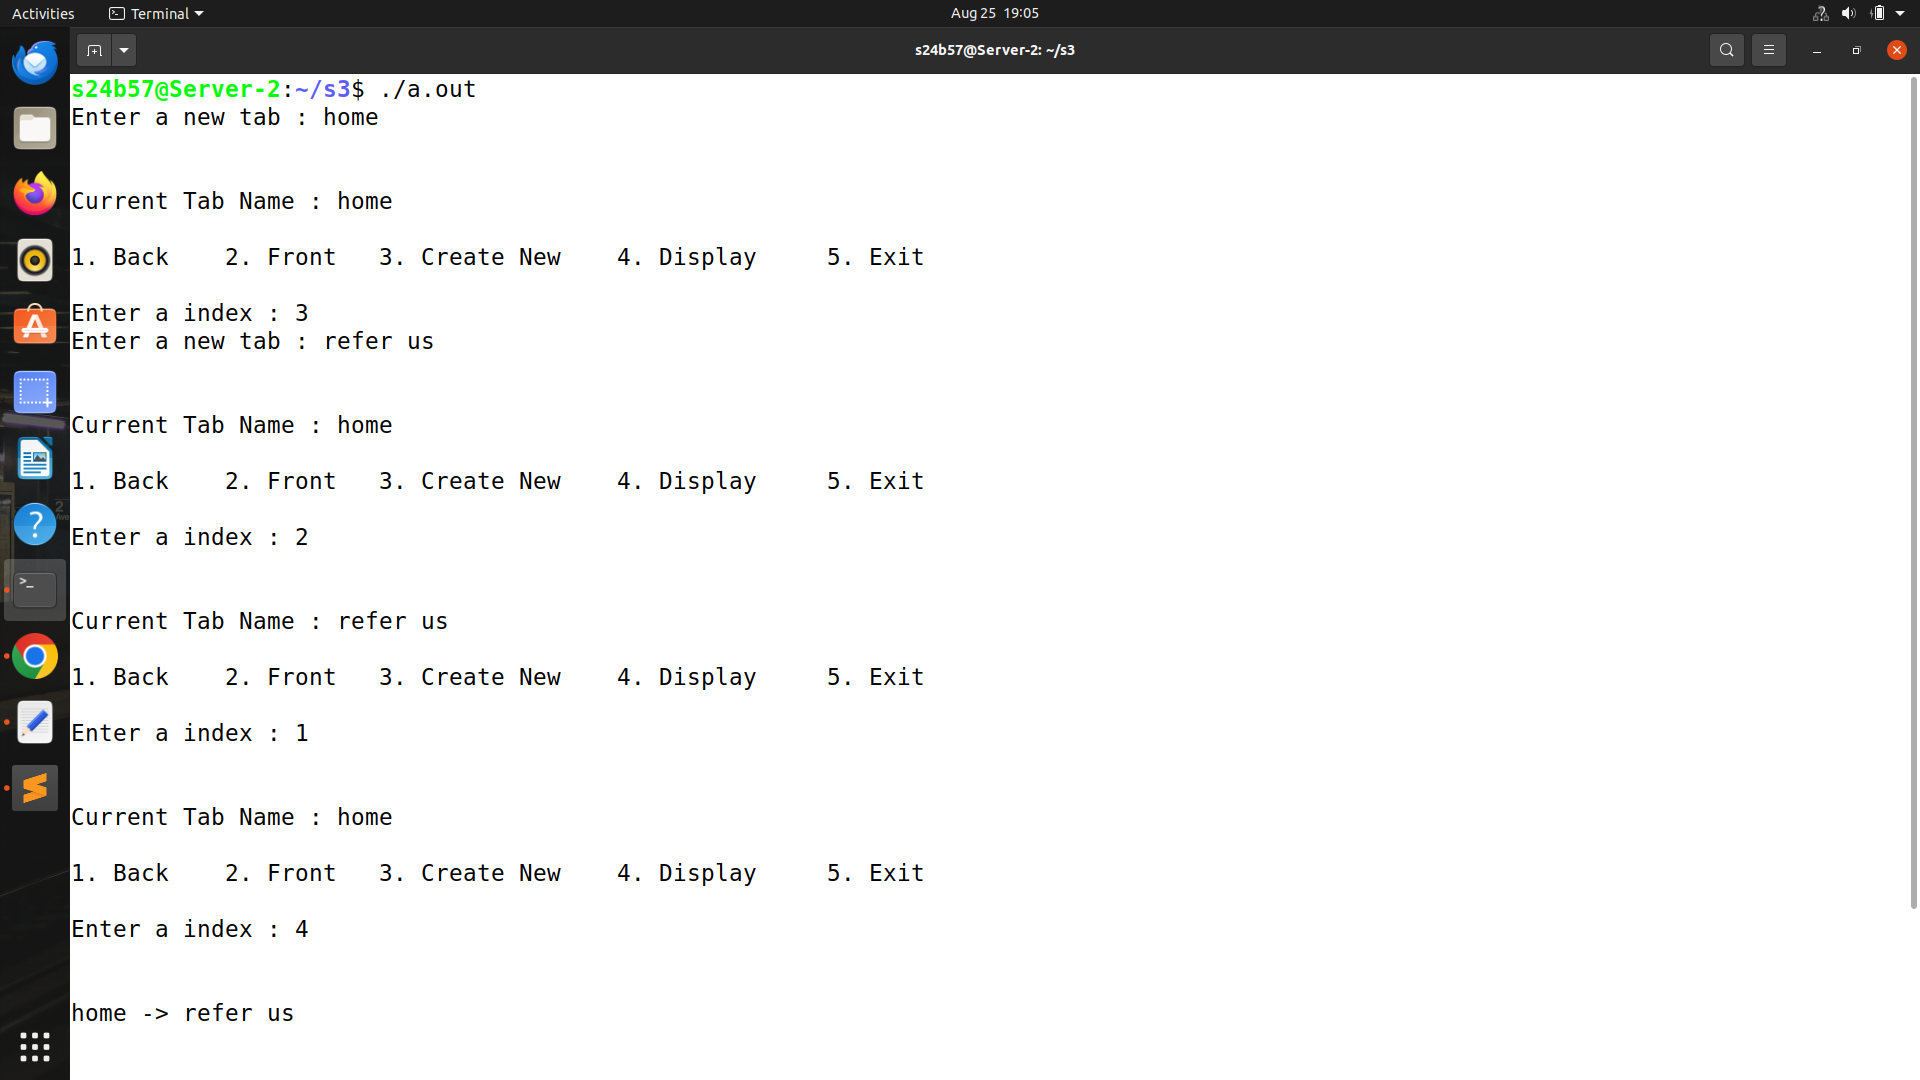 Activities Terminal Aug 25 19:05
s24b57@Server-2: ~/s3
s24b57@Server-2:~/s3$ ./a.out
Enter a new tab : home
Current Tab Name : home
1. Back 2. Front 3. Create New 4. Display 5. Exit
Enter a index : 3
Enter a new tab : refer us
Current Tab Name : home
1. Back 2. Front 3. Create New 4. Display 5. Exit
Enter a index : 2
Current Tab Name : refer us
1. Back 2. Front 3. Create New 4. Display 5. Exit
Enter a index : 1
Current Tab Name : home
1. Back 2. Front 3. Create New 4. Display 5. Exit
Enter a index : 4
home -> refer us